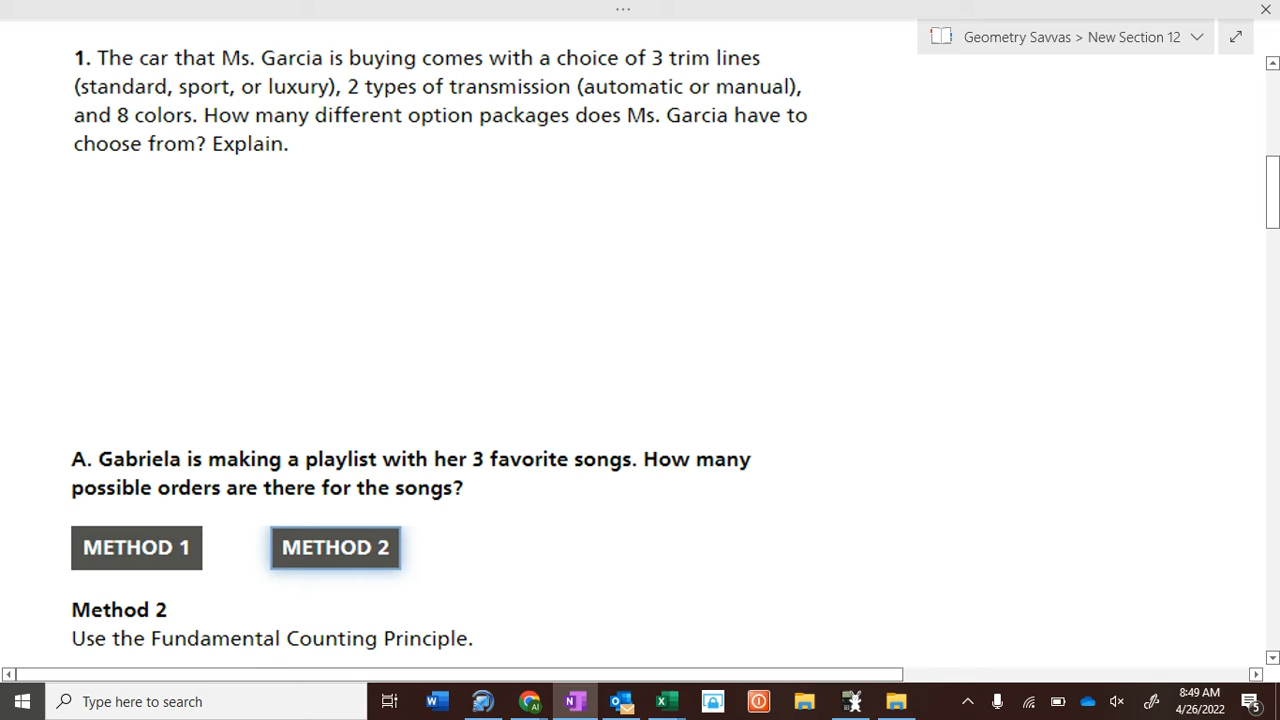 ...
Geometry Savvas > New Section 12
1. The car that Ms. Garcia is buying comes with a choice of 3 trim lines
(standard, sport, or luxury), 2 types of transmission (automatic or manual),
and 8 colors. How many different option packages does Ms. Garcia have to
choose from? Explain.
A. Gabriela is making a playlist with her 3 favorite songs. How many
possible orders are there for the songs?
METHOD 1 METHOD 2
Method 2
Use the Fundamental Counting Principle.
Type here to search
8:49 AM
4/26/2022
5